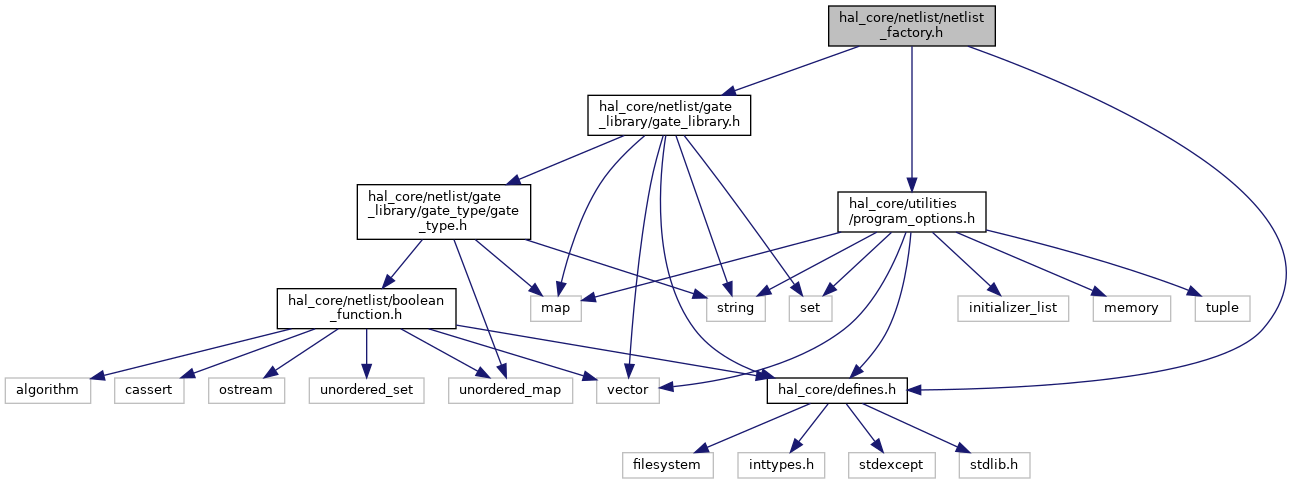 hal_core/netlist/netlist
_factory.h
hal_core/netlist/gate
_library/gate_library.h
hal_core/netlist/gate
_library/gate_type/gate
_type.h
hal_core/utilities
/program_options.h
hal_core/netlist/boolean
_function.h
map
string
set
initializer_list
memory
tuple
algorithm
cassert
ostream
unordered_set
unordered_map
vector
hal_core/defines.h
filesystem
inttypes.h
stdexcept
stdlib.h